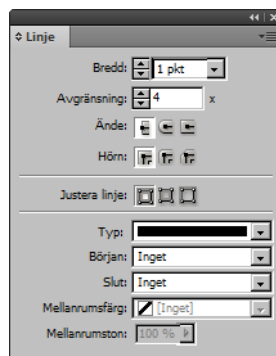 Linje
Bredd: 1 pkt
Avgränsning: 4 x
Ände:
Hörn:
Justera linje:
Typ:
Början: Inget
Slut: Inget
Mellanrumsfärg: [Inget]
Mellanrumston: 100 %